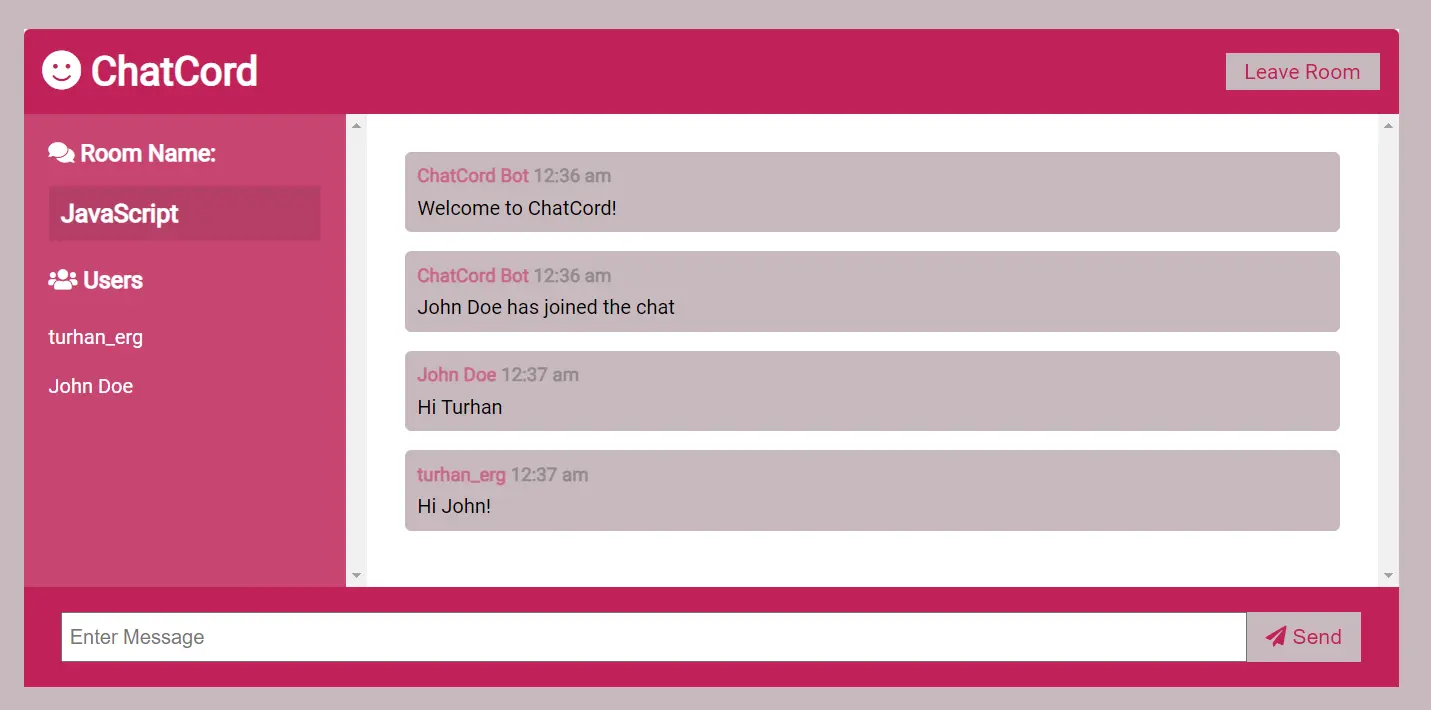 ChatCord
Leave Room
Room Name:
JavaScript
Users
turhan_erg
John Doe
ChatCord Bot 12:36 am
Welcome to ChatCord!
ChatCord Bot 12:36 am
John Doe has joined the chat
John Doe 12:37 am
Hi Turhan
turhan_erg 12:37 am
Hi John!
Enter Message
Send